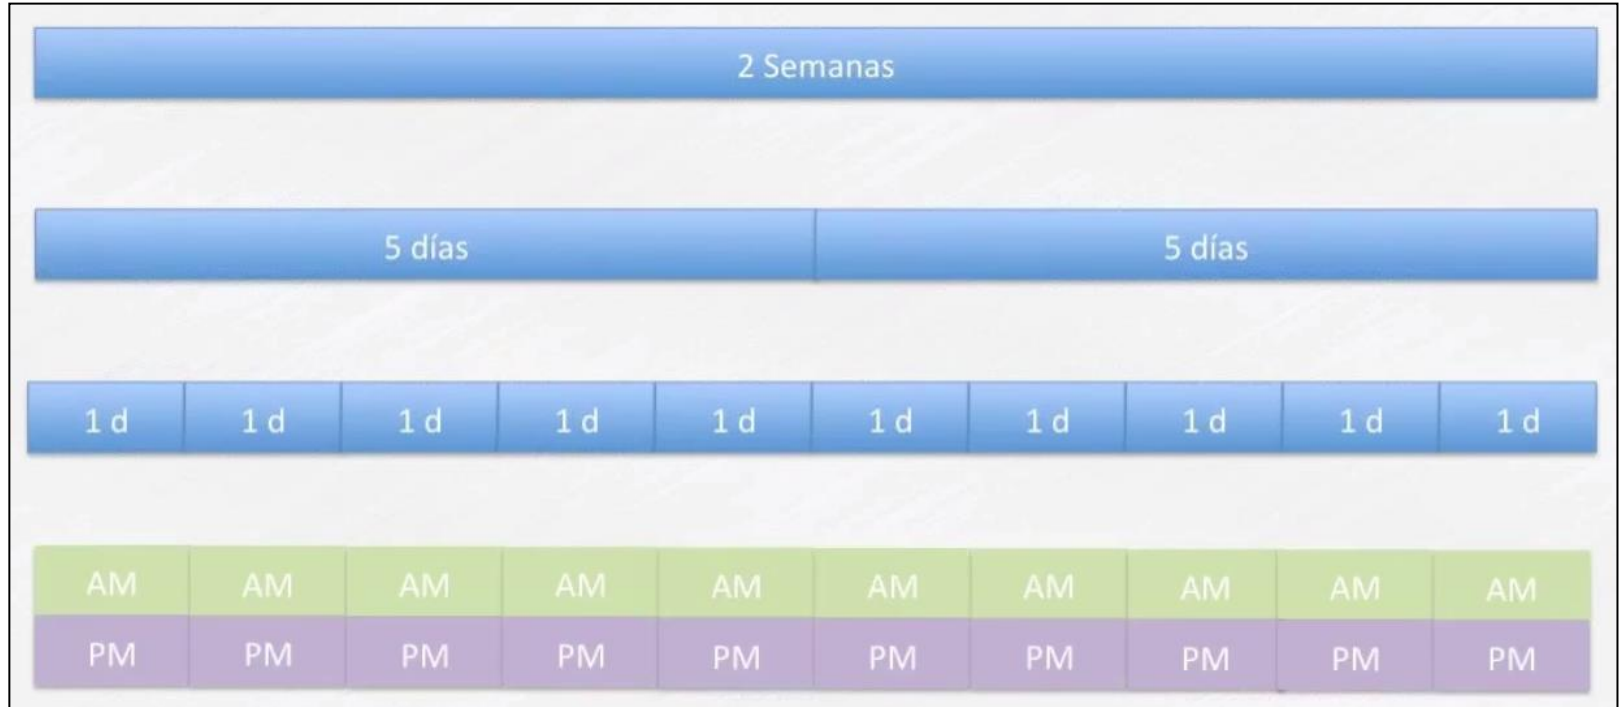 2 Semanas
5 días 5 días
1 d 1 d 1 d 1 d 1 d 1 d 1 d 1 d 1 d 1 d
AM AM AM AM AM AM AM AM AM AM
PM PM PM PM PM PM PM PM PM PM